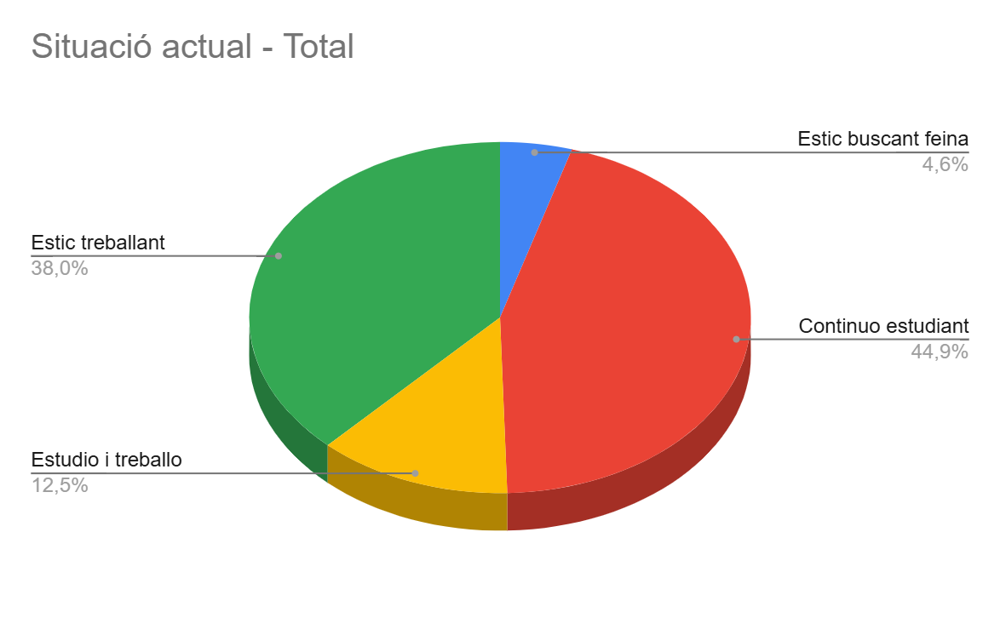 Situació actual - Total
Estic buscant feina
4,6%
Estic treballant
38,0%
Continuo estudiant
44,9%
Estudio i treballo
12,5%